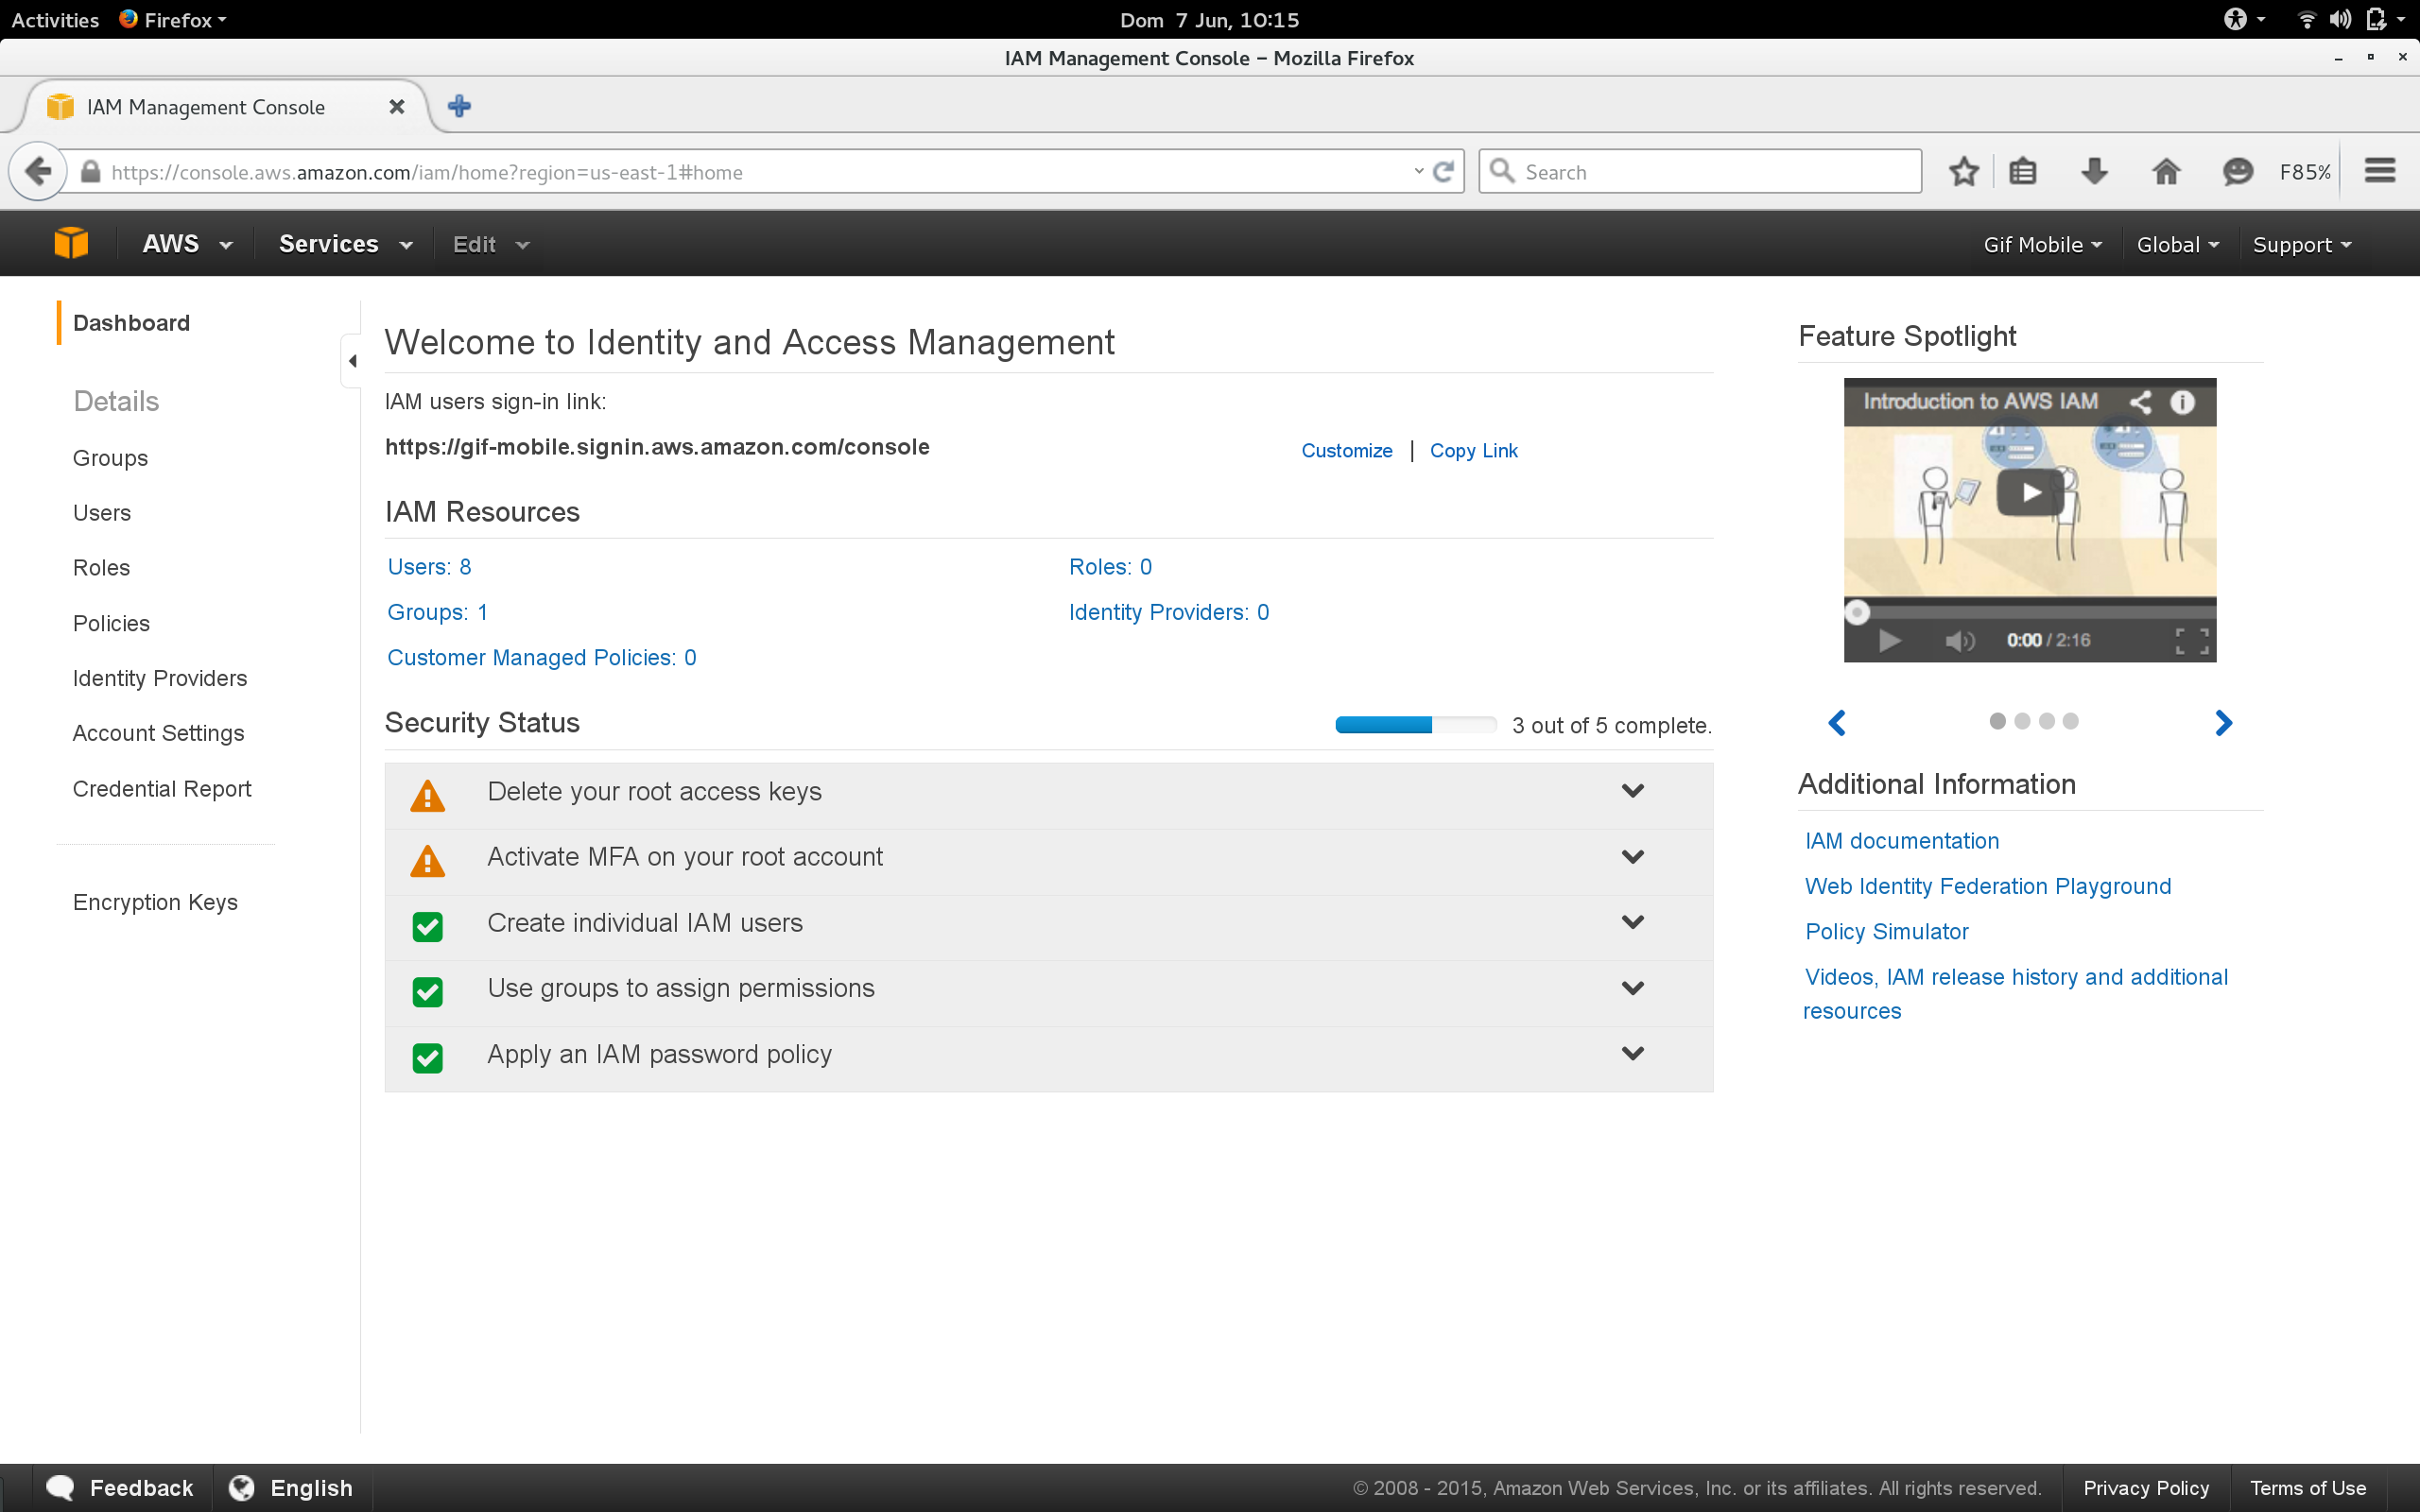 Activities Firefox Dom 7 Jun, 10:15
IAM Management Console – Mozilla Firefox
IAM Management Console
https://console.aws.amazon.com/iam/home?region=us-east-1#home
Search
F85%
AWS Services Edit Gif Mobile Global Support
Dashboard
Details
Groups
Users
Roles
Policies
Identity Providers
Account Settings
Credential Report
Encryption Keys
Welcome to Identity and Access Management
IAM users sign-in link:
https://gif-mobile.signin.aws.amazon.com/console Customize | Copy Link
IAM Resources
Users: 8 Roles: 0
Groups: 1 Identity Providers: 0
Customer Managed Policies: 0
Security Status 3 out of 5 complete.
Delete your root access keys
Activate MFA on your root account
Create individual IAM users
Use groups to assign permissions
Apply an IAM password policy
Feature Spotlight
Introduction to AWS IAM
0:00 / 2:16
Additional Information
IAM documentation
Web Identity Federation Playground
Policy Simulator
Videos, IAM release history and additional
resources
Feedback English © 2008 - 2015, Amazon Web Services, Inc. or its affiliates. All rights reserved. Privacy Policy Terms of Use